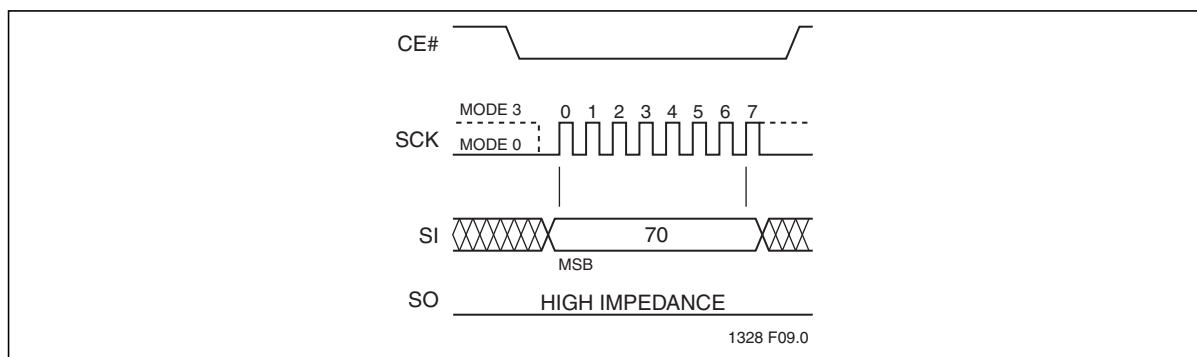 CE#
MODE 3
0 1 2 3 4 5 6 7
SCK
MODE 0
SI
70
MSB
SO
HIGH IMPEDANCE
1328 F09.0